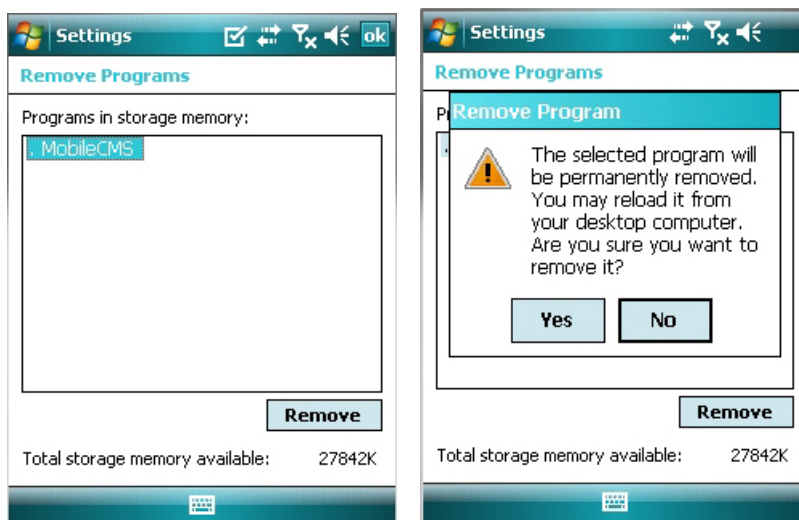 Settings
ok
Remove Programs
Programs in storage memory:
. MobileCMS
Remove
Total storage memory available: 27842K
Settings
Remove Programs
Remove Program
The selected program will
be permanently removed.
You may reload it from
your desktop computer.
Are you sure you want to
remove it?
Yes No
Remove
Total storage memory available: 27842K